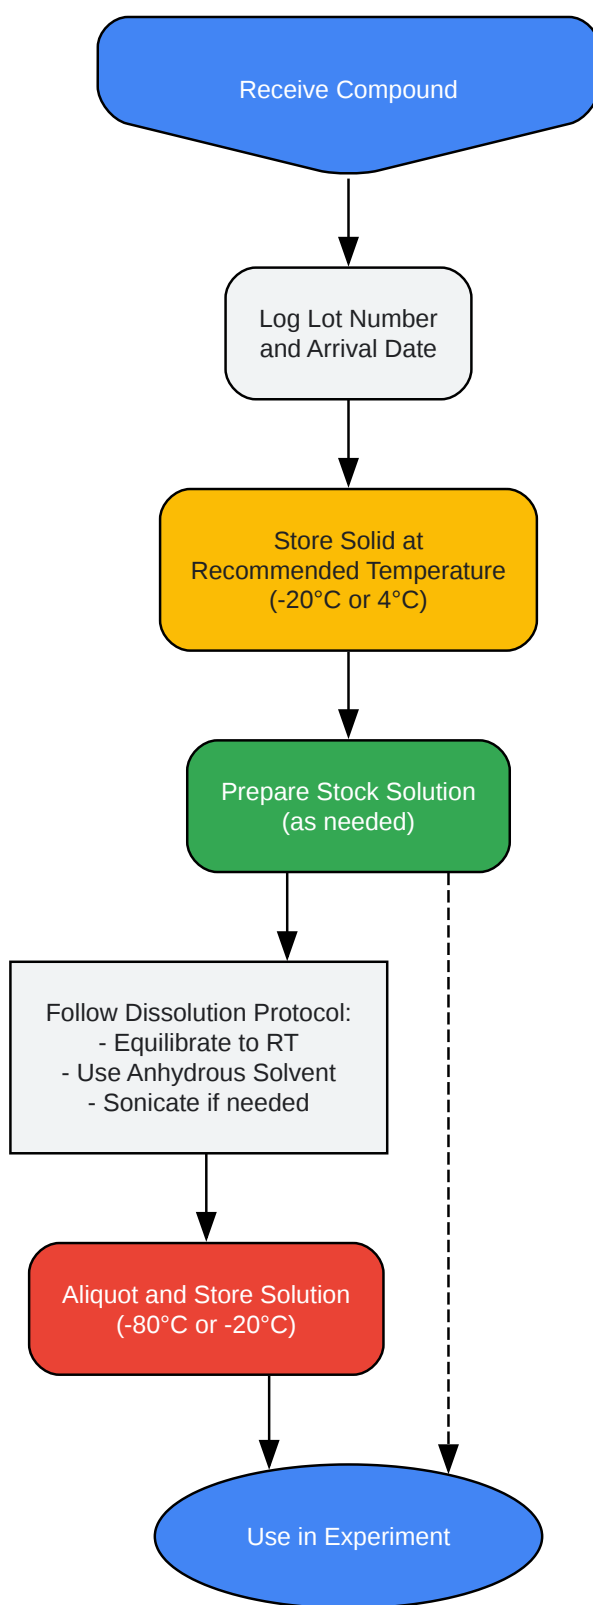 Receive Compound
Log Lot Number
and Arrival Date
Store Solid at
Recommended Temperature
(-20°C or 4°C)
Prepare Stock Solution
(as needed)
Follow Dissolution Protocol:
- Equilibrate to RT
- Use Anhydrous Solvent
- Sonicate if needed
Aliquot and Store Solution
(-80°C or -20°C)
Use in Experiment